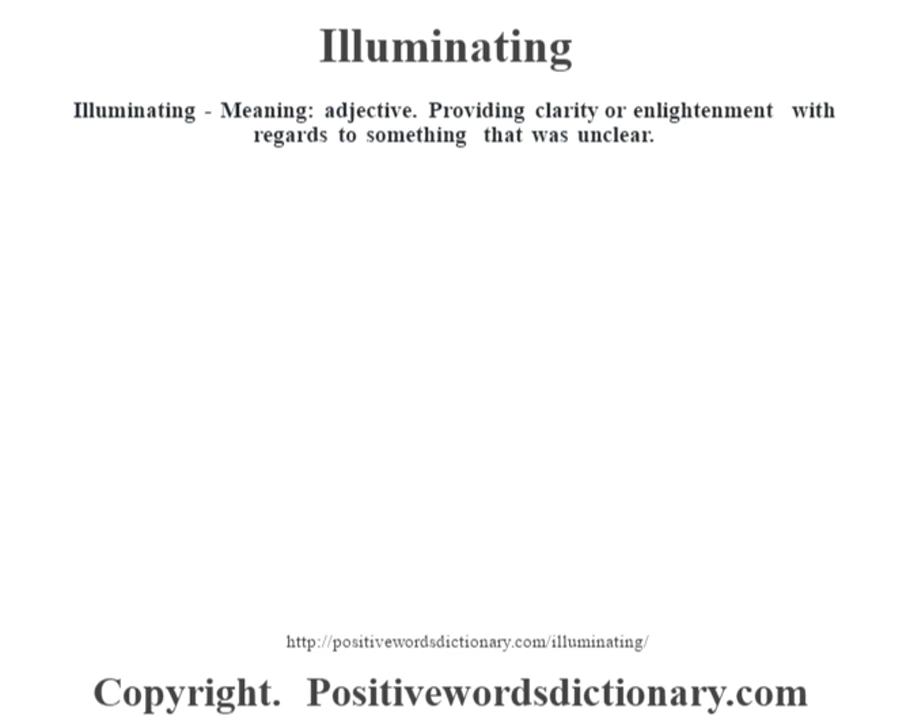 Illuminating
Illuminating - Meaning: adjective. Providing clarity or enlightenment with
regards to something that was unclear.
http://positivewordsdictionary.com/illuminating/
Copyright. Positivewordsdictionary.com